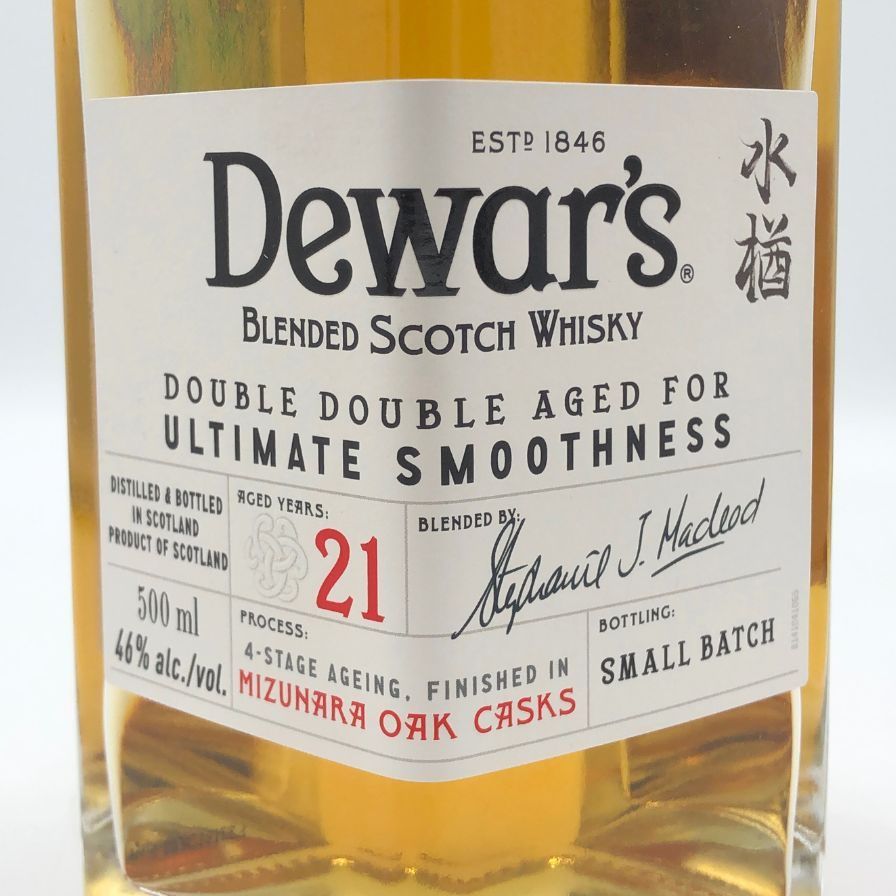 ESTD 1846
Dewar's®
水楢
BLENDED SCOTCH WHISKY
DOUBLE DOUBLE AGED FOR
ULTIMATE SMOOTHNESS
DISTILLED & BOTTLED
IN SCOTLAND
PRODUCT OF SCOTLAND
500 ml
46% alc./vol.
AGED YEARS:
21
BLENDED BY:
Stephanie J. Macleod
PROCESS:
4-STAGE AGEING, FINISHED IN
MIZUNARA OAK CASKS
BOTTLING:
SMALL BATCH